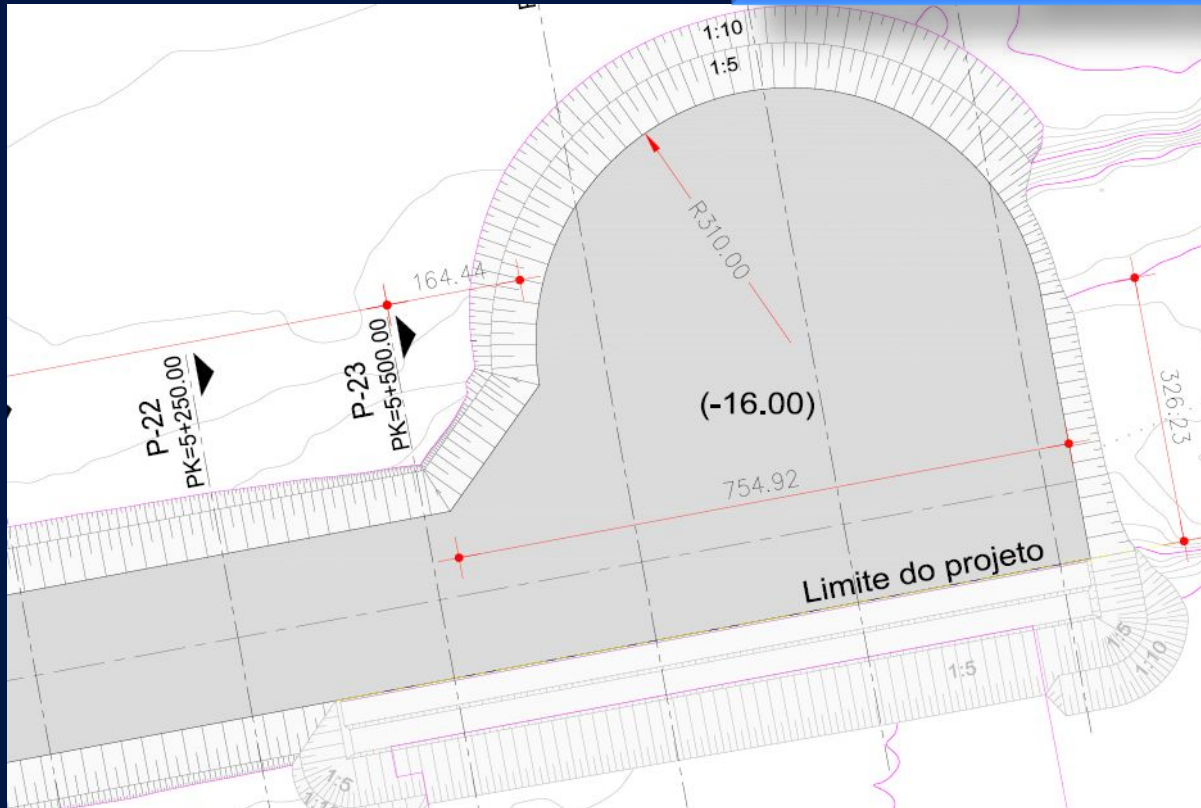 1:10
1:5
R310.00
164.44
P-22
PK=5+250.00
P-23
PK=5+500.00
(-16.00)
326.23
754.92
Limite do projeto
1:5
1:10
1:5
1:5